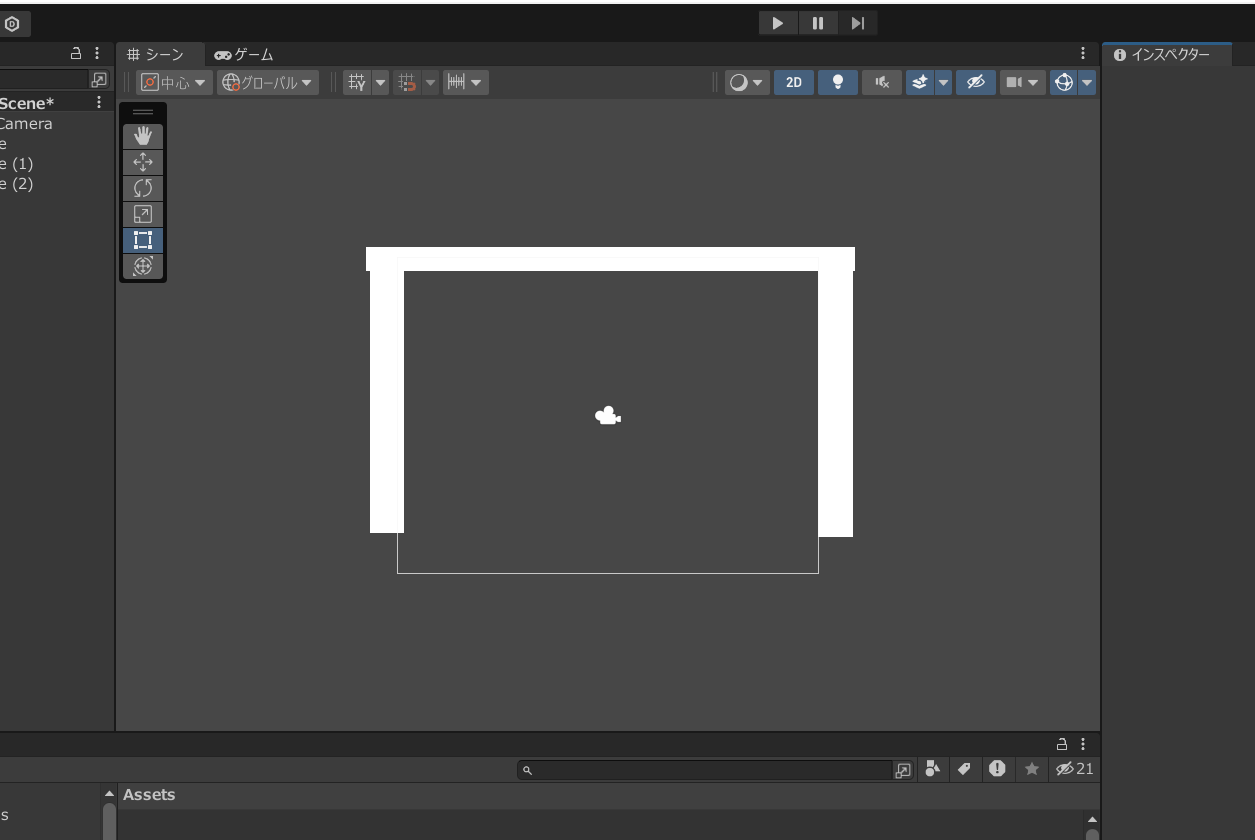 シーン
ゲーム
インスペクター
中心
グローバル
2D
Scene*
Camera
e
e (1)
e (2)
21
Assets
s